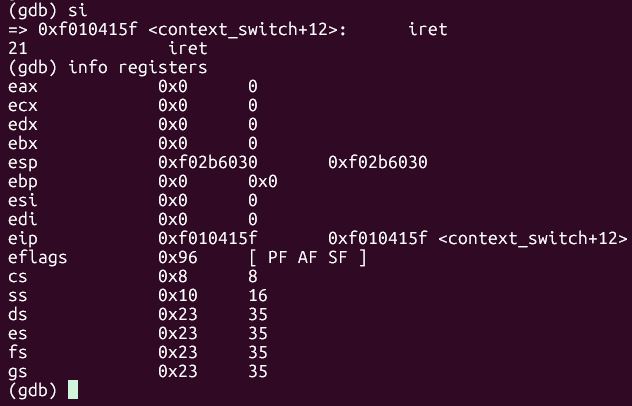 (gdb) si
=> 0xf010415f <context_switch+12>:      iret
21              iret
(gdb) info registers
eax            0x0      0
ecx            0x0      0
edx            0x0      0
ebx            0x0      0
esp            0xf02b6030       0xf02b6030
ebp            0x0      0x0
esi            0x0      0
edi            0x0      0
eip            0xf010415f       0xf010415f <context_switch+12>
eflags         0x96     [ PF AF SF ]
cs             0x8      8
ss             0x10     16
ds             0x23     35
es             0x23     35
fs             0x23     35
gs             0x23     35
(gdb)